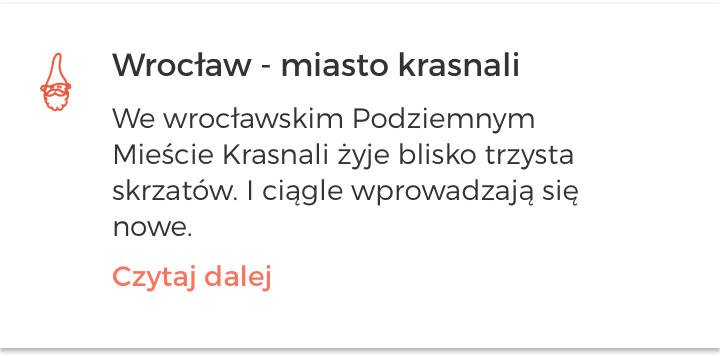 Wrocław - miasto krasnali
We wrocławskim Podziemnym
Mieście Krasnali żyje blisko trzysta
skrzatów. I ciągle wprowadzają się
nowe.
Czytaj dalej